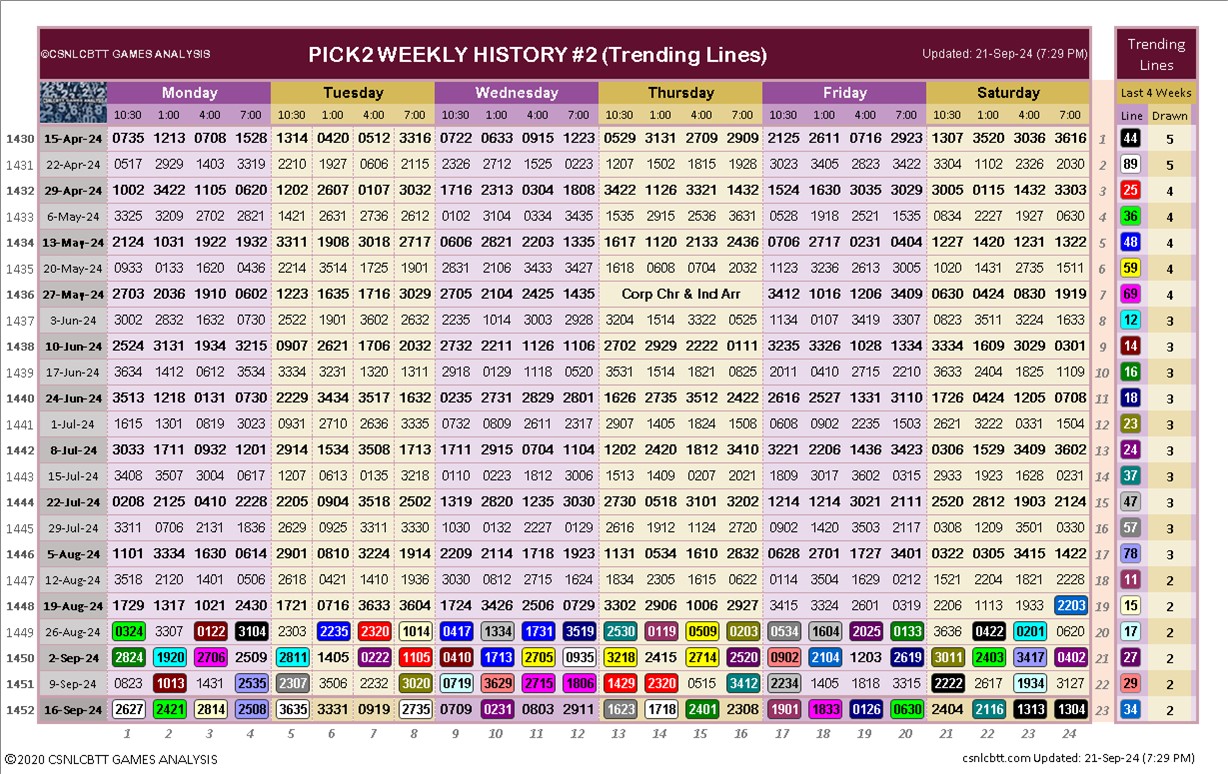 ©CSNLCBTT GAMES ANALYSIS PICK2 WEEKLY HISTORY #2 (Trending Lines) Updated: 21-Sep-24 (7:29 PM) Trending Lines
Monday Tuesday Wednesday Thursday Friday Saturday Last 4 Weeks
10:30 1:00 4:00 7:00 10:30 1:00 4:00 7:00 10:30 1:00 4:00 7:00 10:30 1:00 4:00 7:00 10:30 1:00 4:00 7:00 10:30 1:00 4:00 7:00 Line Drawn
1430 15-Apr-24 0735 1213 0708 1528 1314 0420 0512 3316 0722 0633 0915 1223 0529 3131 2709 2909 2125 2611 0716 2923 1307 3520 3036 3616 1 44 5
1431 22-Apr-24 0517 2929 1403 3319 2210 1927 0606 2115 2326 2712 1525 0223 1207 1502 1815 1928 3023 3405 2823 3422 3304 1102 2326 2030 2 89 5
1432 29-Apr-24 1002 3422 1105 0620 1202 2607 0107 3032 1716 2313 0304 1808 3422 1126 3321 1432 1524 1630 3035 3029 3005 0115 1432 3303 3 25 4
1433 6-May-24 3325 3209 2702 2821 1421 2631 2736 2612 0102 3104 0334 3435 1535 2915 2536 3631 0528 1918 2521 1535 0834 2227 1927 0630 4 36 4
1434 13-May-24 2124 1031 1922 1932 3311 1908 3018 2717 0606 2821 2203 1335 1617 1120 2133 2436 0706 2717 0231 0404 1227 1420 1231 1322 5 48 4
1435 20-May-24 0933 0133 1620 0436 2214 3514 1725 1901 2831 2106 3433 3427 1618 0608 0704 2032 1123 3236 2613 3005 1020 1431 2735 1511 6 59 4
1436 27-May-24 2703 2036 1910 0602 1223 1635 1716 3029 2705 2104 2425 1435 Corp Chr & Ind Arr 3412 1016 1206 3409 0630 0424 0830 1919 7 69 4
1437 3-Jun-24 3002 2832 1632 0730 2522 1901 3602 2632 2235 1014 3003 2928 3204 1514 3322 0525 1134 0107 3419 3307 0823 3511 3224 1633 8 12 3
1438 10-Jun-24 2524 3131 1934 3215 0907 2621 1706 2032 2732 2211 1126 1106 2702 2929 2222 0111 3235 3326 1028 1334 3334 1609 3029 0301 9 14 3
1439 17-Jun-24 3634 1412 0612 3534 3334 3231 1320 1311 2918 0129 1118 0520 3531 1514 1821 0825 2011 0410 2715 2210 3633 2404 1825 1109 10 16 3
1440 24-Jun-24 3513 1218 0131 0730 2229 3434 3517 1632 0235 2731 2829 2801 1626 2735 3512 2422 2616 2527 1331 3110 1726 0424 1205 0708 11 18 3
1441 1-Jul-24 1615 1301 0819 3023 0931 2710 2636 3333 0732 0809 2611 2317 2907 1405 1824 1508 0608 0902 2235 1503 2621 3222 0331 1504 12 23 3
1442 8-Jul-24 3033 1711 0932 1201 2914 1534 3508 1713 1711 2915 0704 1104 1202 2420 1812 3410 3221 2206 1436 3423 0306 1529 3409 3602 13 24 3
1443 15-Jul-24 3408 3507 3004 0617 1207 0613 0135 3218 0110 0223 1812 3006 1513 1409 0207 2021 1809 3017 3602 0315 2933 1923 1628 0231 14 37 3
1444 22-Jul-24 0208 2125 0410 2228 2205 0904 3518 2502 1319 2820 1235 3030 2730 0518 3101 3202 1214 1214 3021 2111 2520 2812 1903 2124 15 47 3
1445 29-Jul-24 3311 0706 2131 1836 2629 0925 3311 3330 1030 0132 2227 0129 2616 1912 1124 2720 0902 1420 3503 2117 0308 1209 3501 0330 16 57 3
1446 5-Aug-24 1101 3334 1630 0614 2901 0810 3224 1914 2209 2114 1718 1923 1131 0534 1610 2832 0628 2701 1727 3401 0322 0305 3415 1422 17 78 3
1447 12-Aug-24 3518 2120 1401 0506 2618 0421 1410 1936 3030 0812 2715 1624 1834 2305 1615 0622 0114 3504 1629 0212 1521 2204 1821 2228 18 11 2
1448 19-Aug-24 1729 1317 1021 2430 1721 0716 3633 3604 1724 3426 2506 0729 3302 2906 1006 2927 3415 3324 2601 0319 2206 1113 1933 2203 19 15 2
1449 26-Aug-24 0324 3307 0122 3104 2303 2235 2320 1014 0417 1334 1731 3519 2530 0119 0509 0203 0534 1604 2025 0133 3636 0422 0201 0620 20 17 2
1450 2-Sep-24 2824 1920 2706 2509 2811 1405 0222 1105 0410 1713 2705 0935 3218 2415 2714 2520 0902 2104 1203 2619 3011 2403 3417 0402 21 27 2
1451 9-Sep-24 0823 1013 1431 2535 2307 3506 2232 3020 0719 3629 2715 1806 1429 2320 0515 3412 2234 1405 1818 3315 2222 2617 1934 3127 22 29 2
1452 16-Sep-24 2627 2421 2814 2508 3635 3331 0919 2735 0709 0231 0803 2911 1623 1718 2401 2308 1901 1833 0126 0630 2404 2116 1313 1304 23 34 2
1 2 3 4 5 6 7 8 9 10 11 12 13 14 15 16 17 18 19 20 21 22 23 24
©2020 CSNLCBTT GAMES ANALYSIS csnlcbtt.com Updated: 21-Sep-24 (7:29 PM)